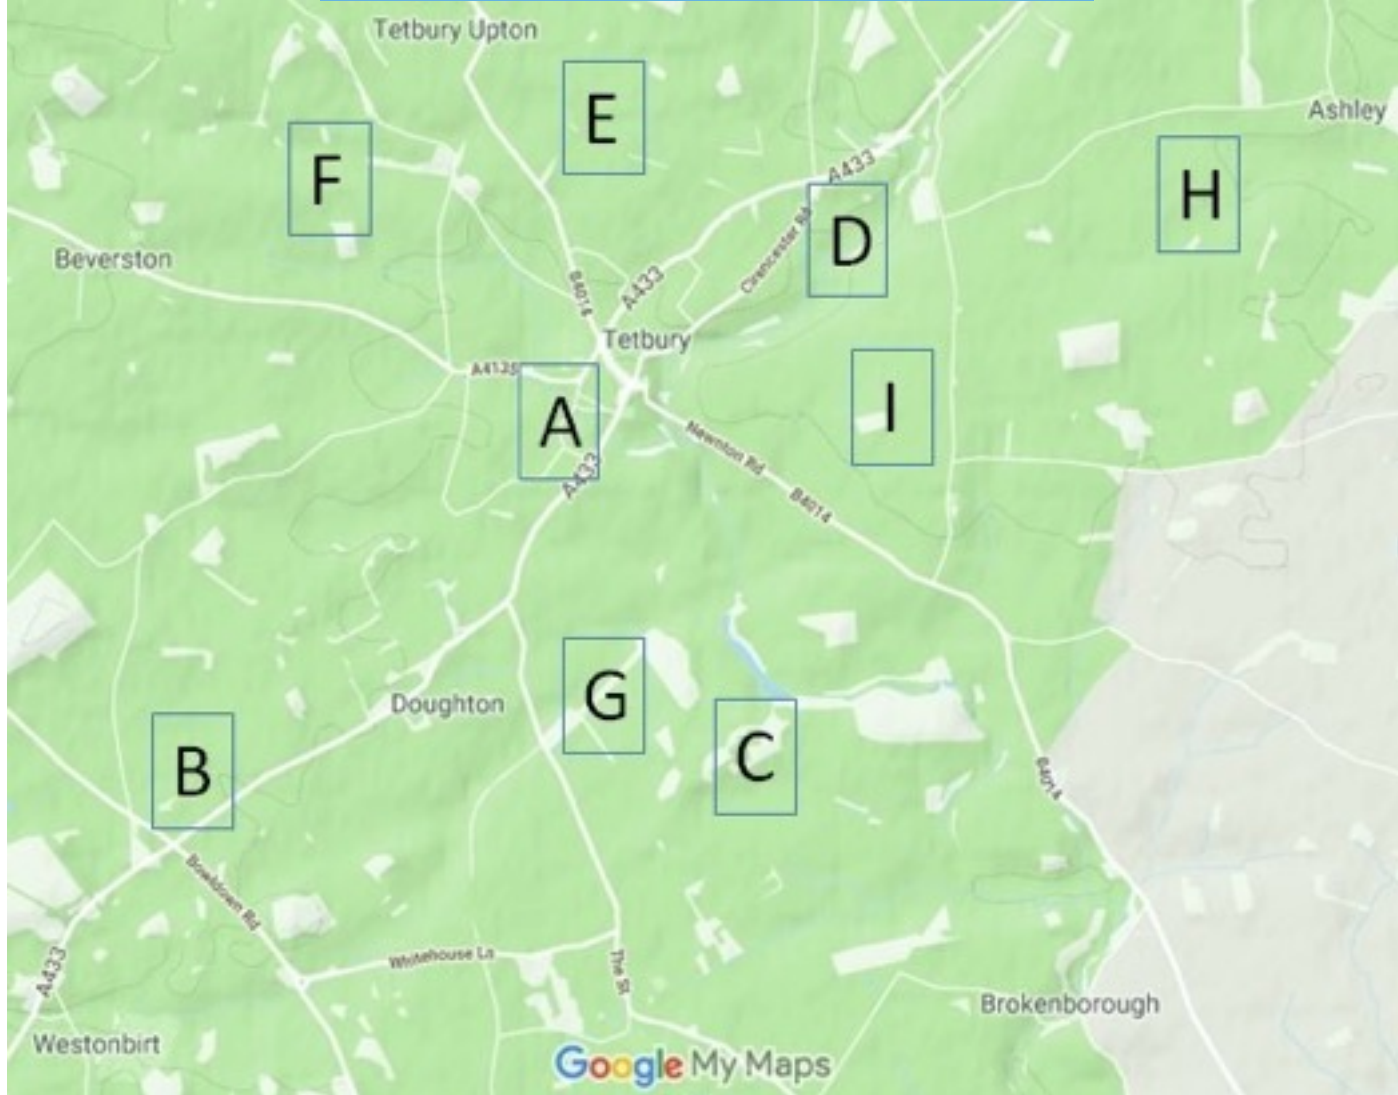 Tetbury Upton
E
Ashley
F
A433
H
D
Cirencester Rd
Beverston
B4014
A433
Tetbury
A4135
A
I
Newnton Rd
A433
B4014
G
Doughton
C
B
B4014
Bowldown Rd
Whitehouse Ln
The St
A433
Brokenborough
Westonbirt
Google My Maps